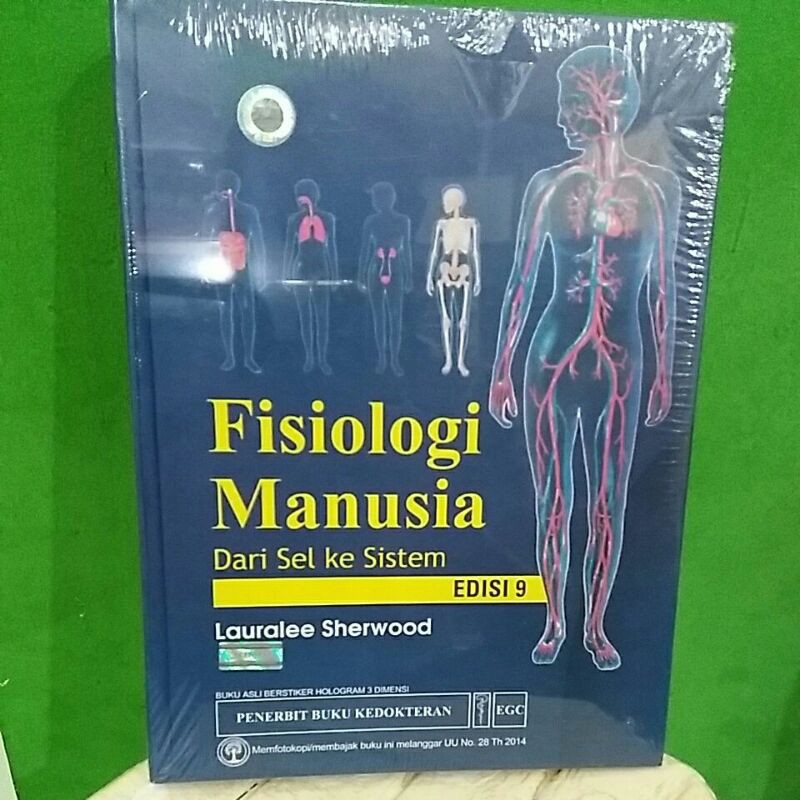 Fisiologi
Manusia
Dari Sel ke Sistem
EDISI 9
Lauralee Sherwood
BUKU ASLI BERSTIKER HOLOGRAM 3 DIMENSI
PENERBIT BUKU KEDOKTERAN
EGC
Memfotokopi/membajak buku ini melanggar UU No. 28 Th 2014